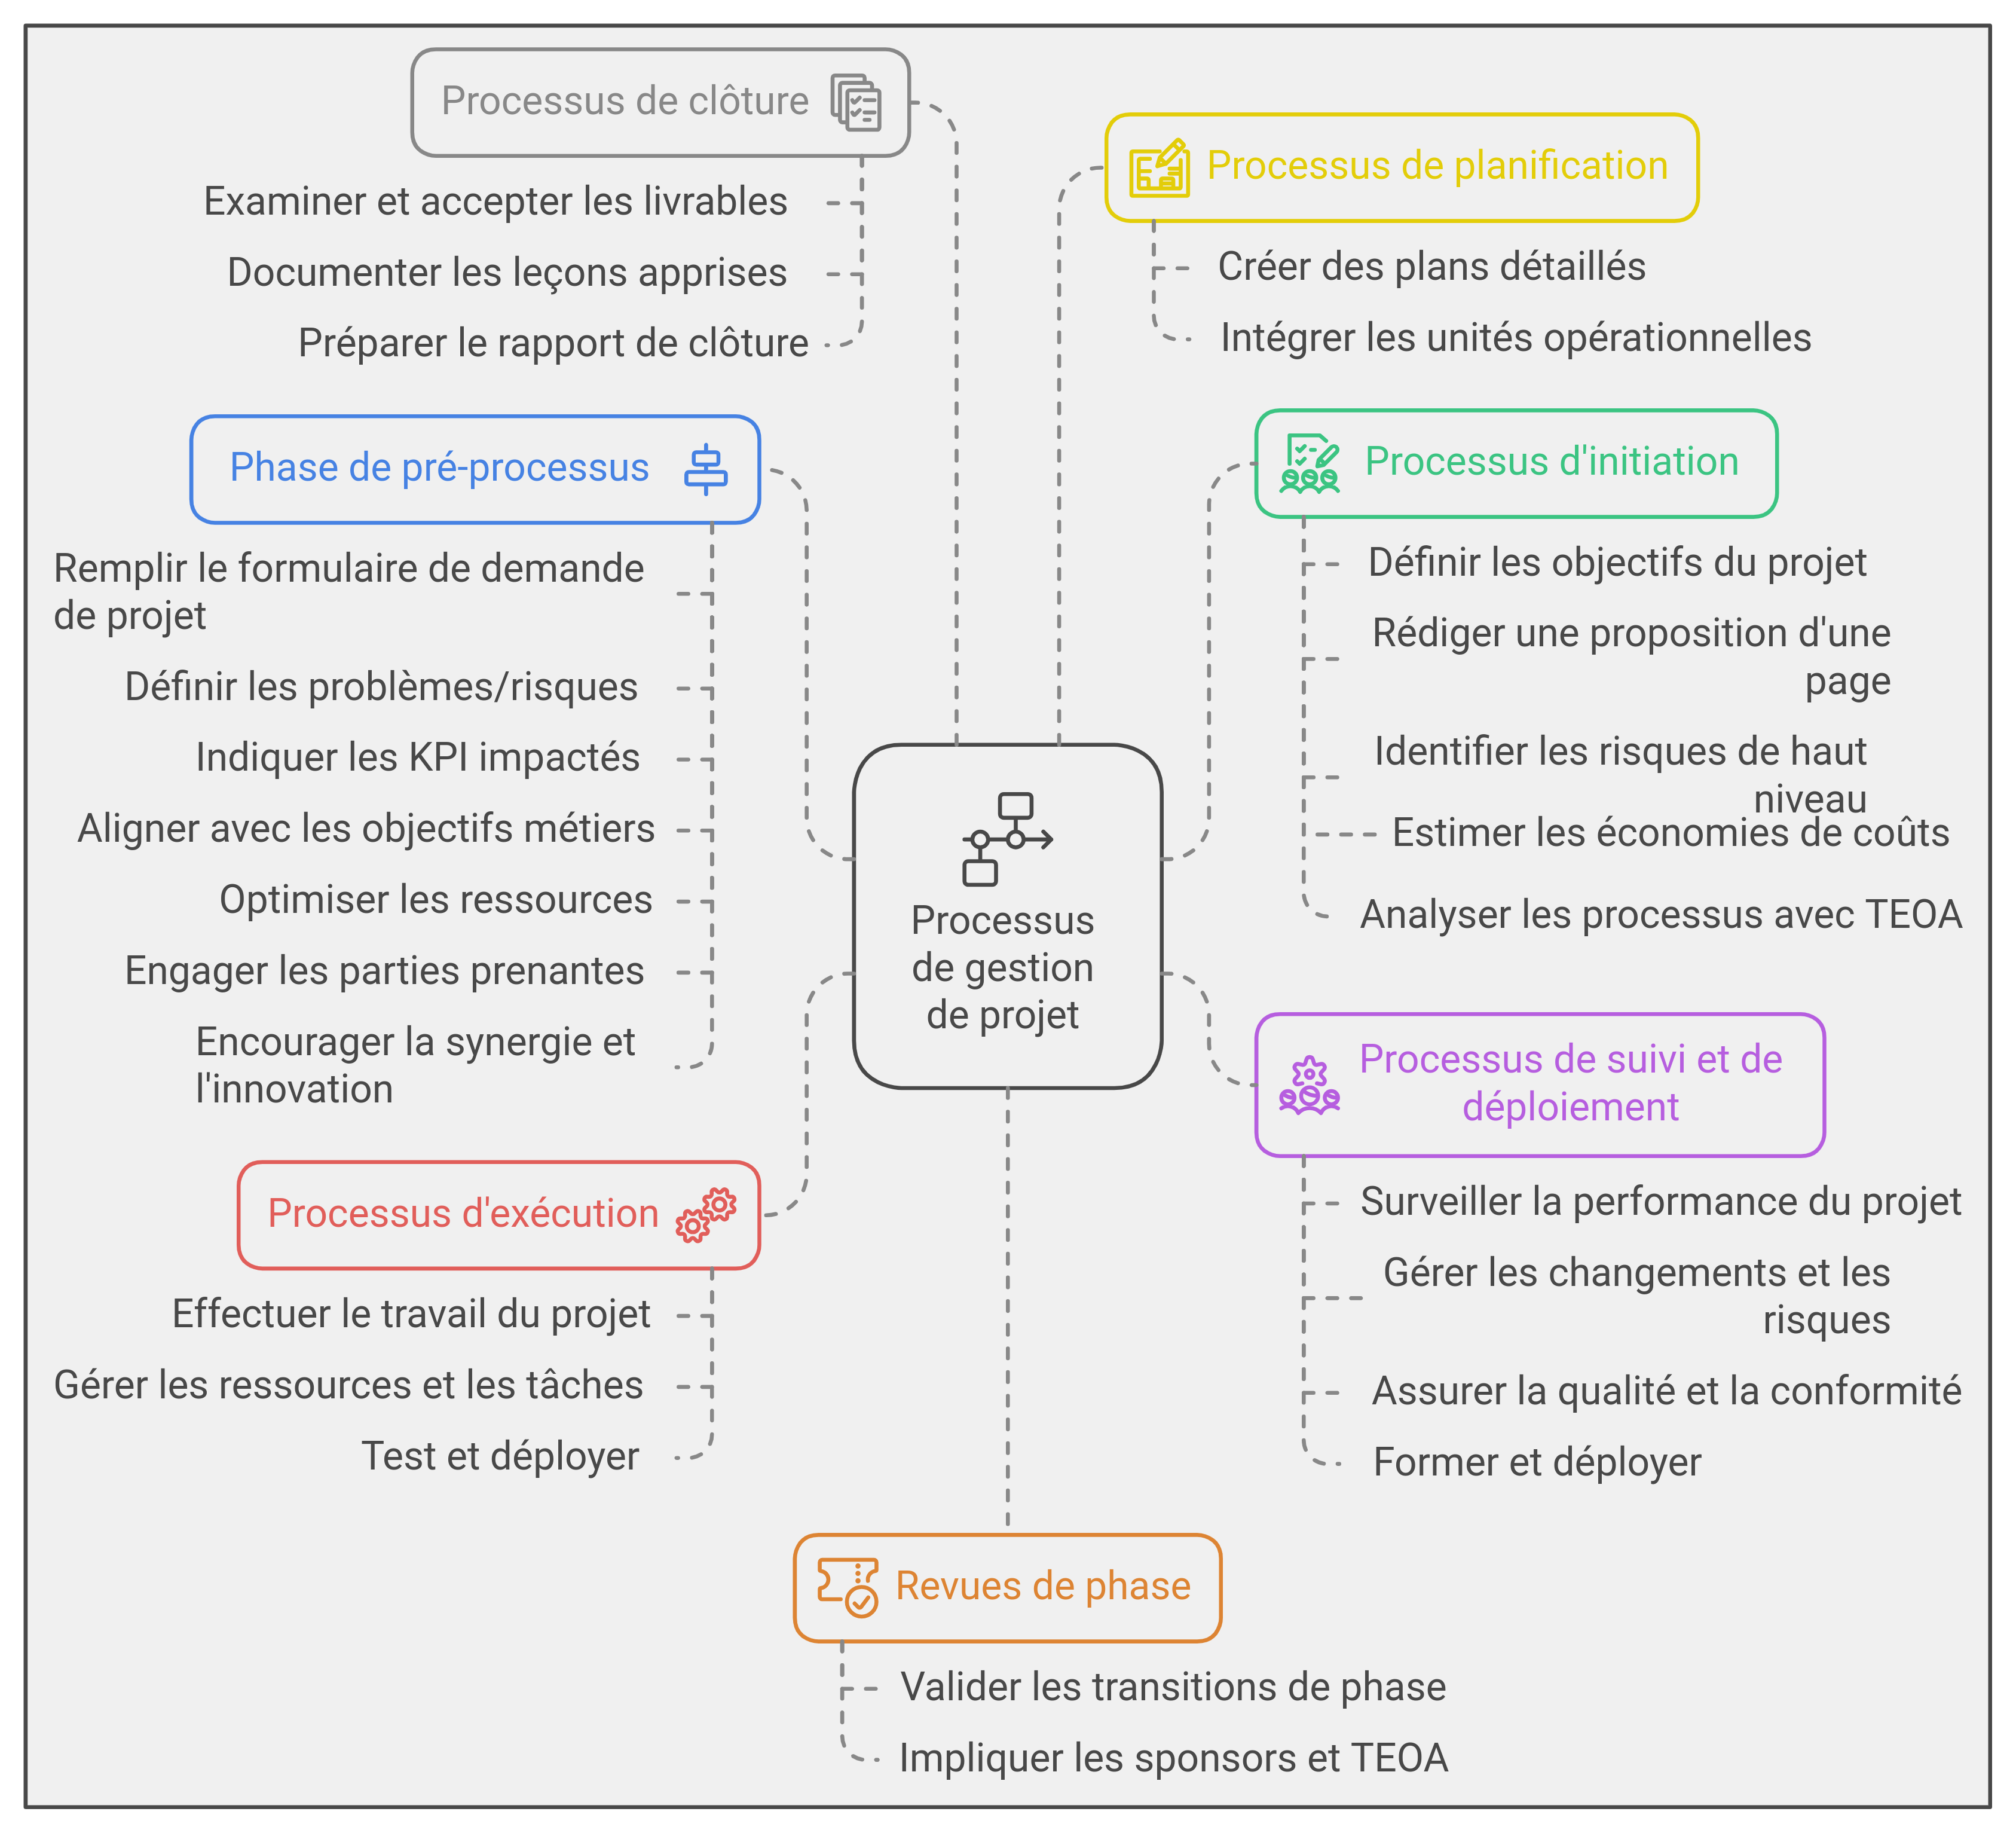 Processus de clôture
Examiner et accepter les livrables
Documenter les leçons apprises
Préparer le rapport de clôture
Processus de planification
Créer des plans détaillés
Intégrer les unités opérationnelles
Phase de pré-processus
Remplir le formulaire de demande
de projet
Définir les problèmes/risques
Indiquer les KPI impactés
Aligner avec les objectifs métiers
Optimiser les ressources
Engager les parties prenantes
Encourager la synergie et
l'innovation
Processus d'initiation
Définir les objectifs du projet
Rédiger une proposition d'une
page
Identifier les risques de haut
niveau
Estimer les économies de coûts
Analyser les processus avec TEOA
Processus
de gestion
de projet
Processus d'exécution
Effectuer le travail du projet
Gérer les ressources et les tâches
Test et déployer
Processus de suivi et de
déploiement
Surveiller la performance du projet
Gérer les changements et les
risques
Assurer la qualité et la conformité
Former et déployer
Revues de phase
Valider les transitions de phase
Impliquer les sponsors et TEOA